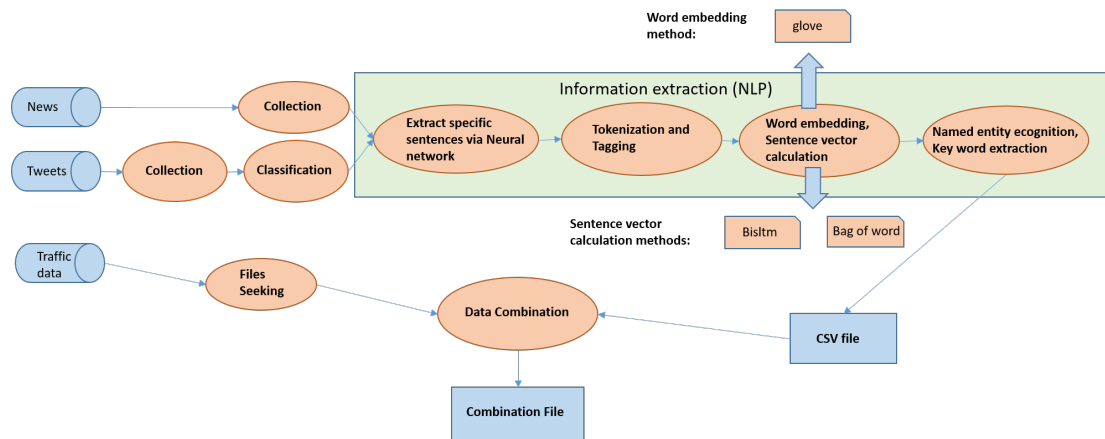 Word embedding
method:
glove
Information extraction (NLP)
News
Collection
Extract specific
sentences via Neural
network
Tokenization and
Tagging
Word embedding,
Sentence vector
calculation
Named entity ecognition,
Key word extraction
Tweets
Collection
Classification
Sentence vector
calculation methods:
Bisltm
Bag of word
Traffic
data
Files
Seeking
Data Combination
CSV file
Combination File